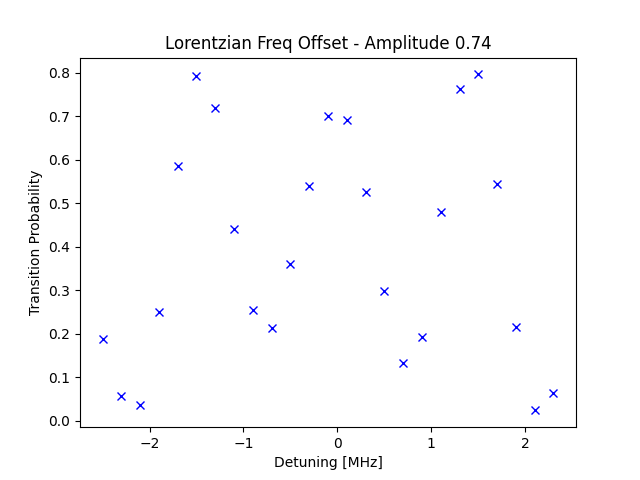 Lorentzian Freq Offset - Amplitude 0.74
Transition Probability
0.8
0.7
0.6
0.5
0.4
0.3
0.2
0.1
0.0
−2 −1 0 1 2
Detuning [MHz]